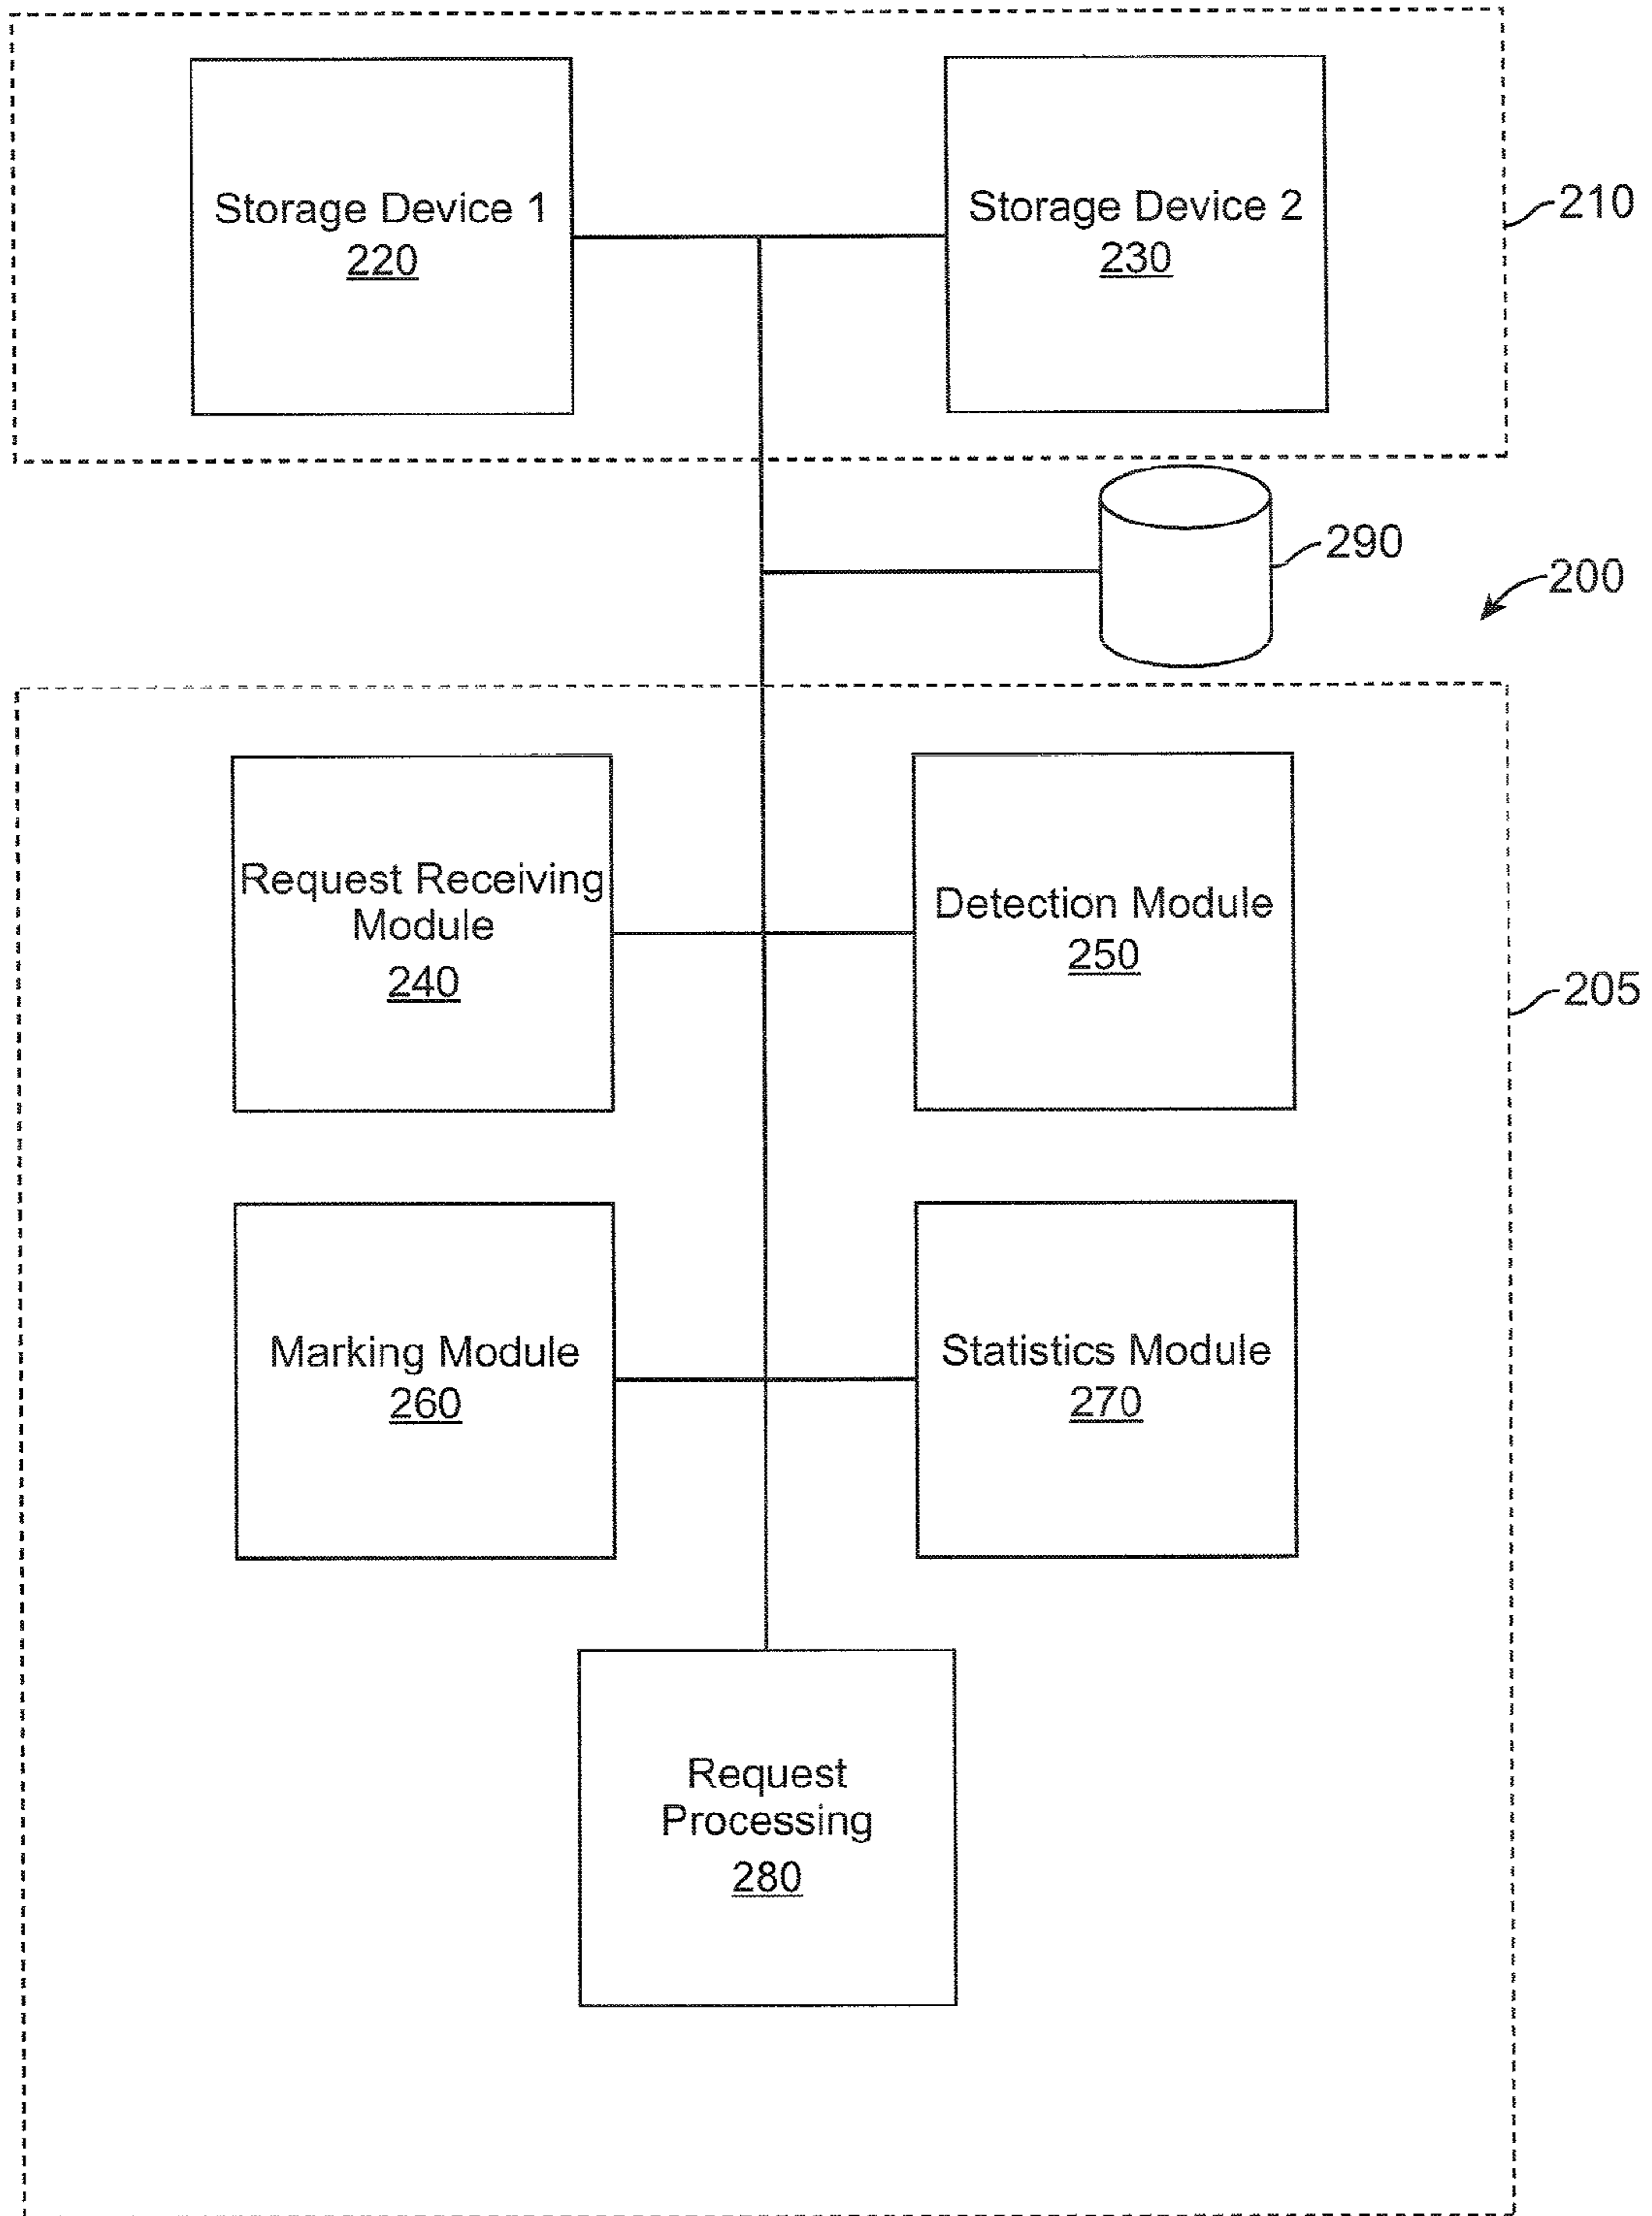 Storage Device 1
220
Storage Device 2
230
210
290
200
Request Receiving
Module
240
Detection Module
250
205
Marking Module
260
Statistics Module
270
Request
Processing
280